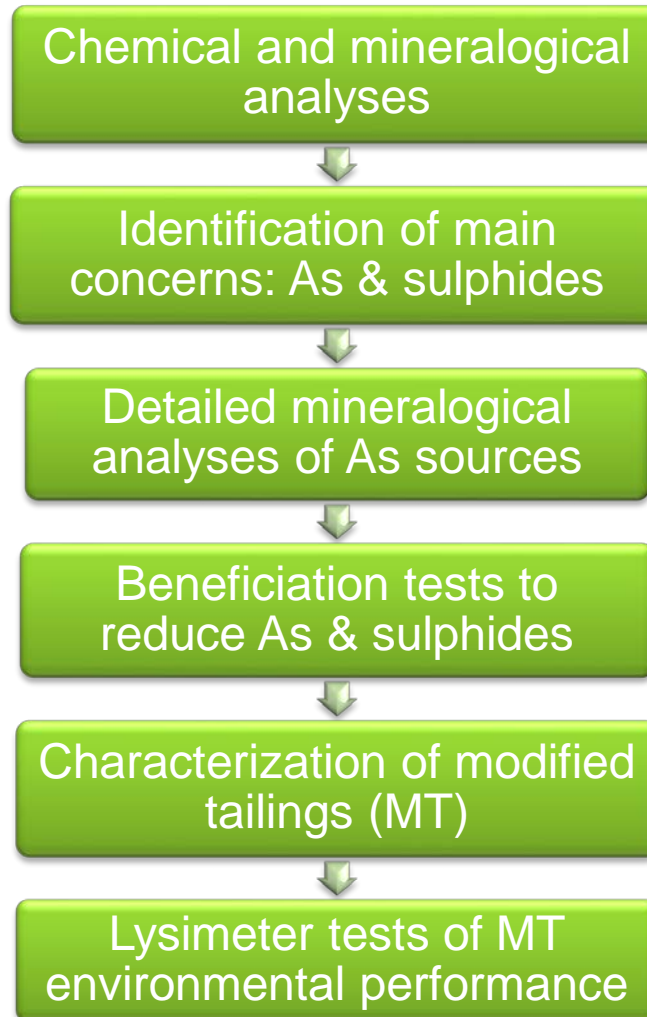 Chemical and mineralogical
analyses
Identification of main
concerns: As & sulphides
Detailed mineralogical
analyses of As sources
Beneficiation tests to
reduce As & sulphides
Characterization of modified
tailings (MT)
Lysimeter tests of MT
environmental performance